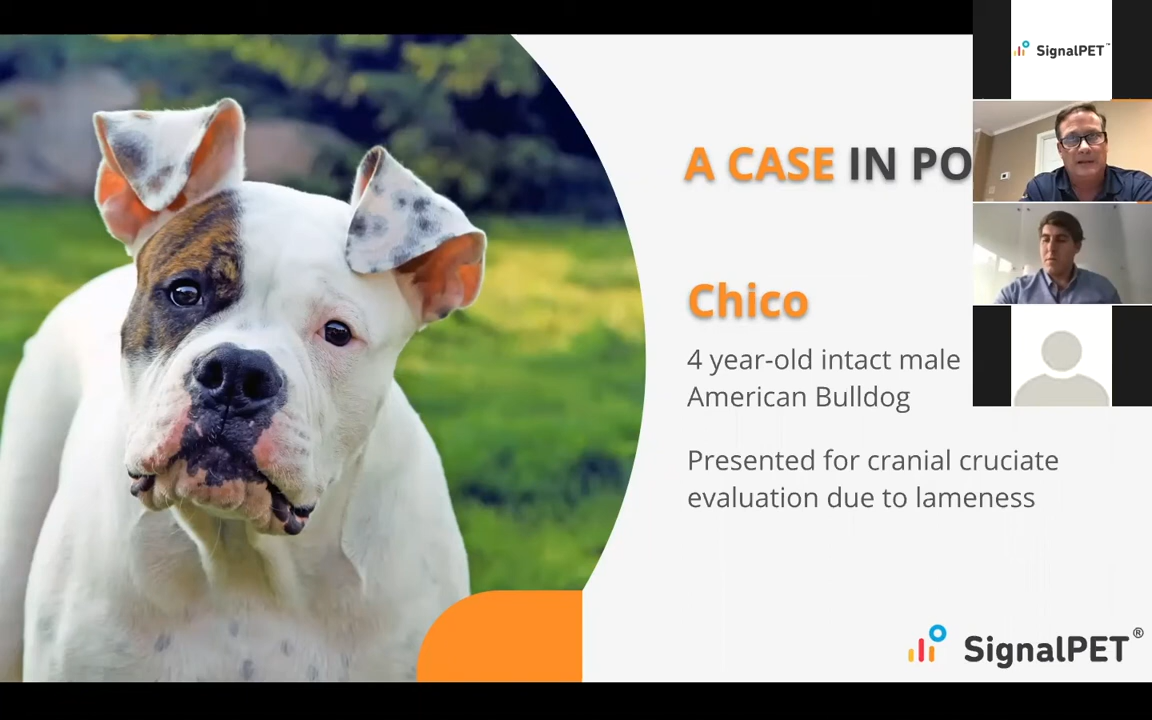 SignalPET™
A CASE IN PO
Chico
4 year-old intact male
American Bulldog
Presented for cranial cruciate
evaluation due to lameness
SignalPET®